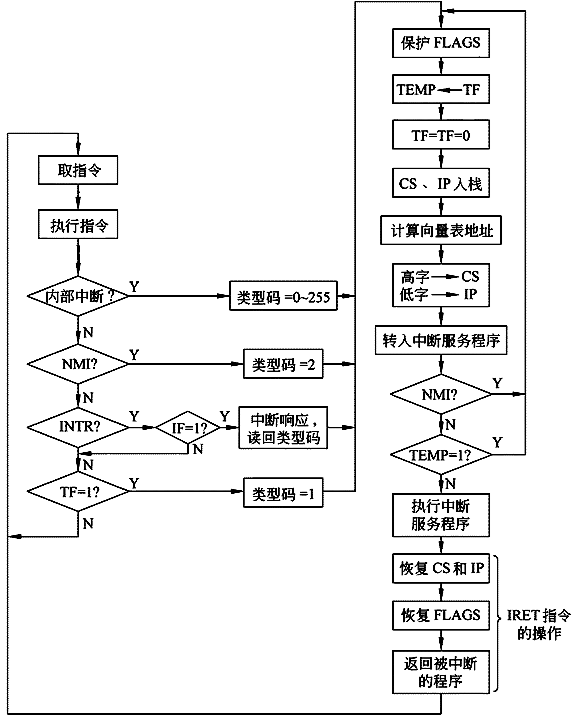 取指令
执行指令
内部中断?
Y
类型码=0~255
N
NMI?
Y
类型码=2
N
INTR?
Y
IF=1?
Y
中断响应，
读回类型码
N
N
TF=1?
Y
类型码=1
N
保护 FLAGS
TEMP←TF
TF=TF=0
CS、IP入栈
计算向量表地址
高字→CS
低字→IP
转入中断服务程序
NMI?
Y
N
TEMP=1?
Y
N
执行中断
服务程序
恢复 CS 和 IP
恢复 FLAGS
返回被中断
的程序
IRET 指令
的操作